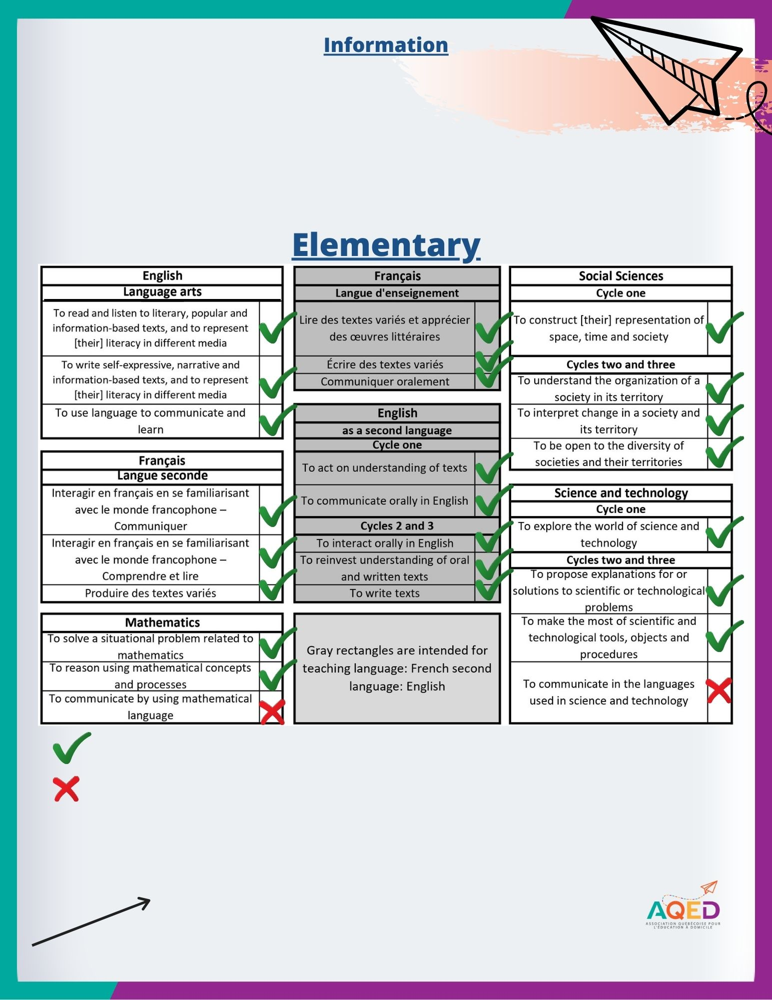 Information
Elementary
English
Language arts
To read and listen to literary, popular and
information-based texts, and to represent
[their] literacy in different media
To write self-expressive, narrative and
information-based texts, and to represent
[their] literacy in different media
To use language to communicate and
learn
Français
Langue seconde
Interagir en français en se familiarisant
avec le monde francophone –
Communiquer
Interagir en français en se familiarisant
avec le monde francophone –
Comprendre et lire
Produire des textes variés
Mathematics
To solve a situational problem related to
mathematics
To reason using mathematical concepts
and processes
To communicate by using mathematical
language
Français
Langue d'enseignement
Lire des textes variés et apprécier
des œuvres littéraires
Écrire des textes variés
Communiquer oralement
English
as a second language
Cycle one
To act on understanding of texts
To communicate orally in English
Cycles 2 and 3
To interact orally in English
To reinvest understanding of oral
and written texts
To write texts
Gray rectangles are intended for
teaching language: French second
language: English
Social Sciences
Cycle one
To construct [their] representation of
space, time and society
Cycles two and three
To understand the organization of a
society in its territory
To interpret change in a society and
its territory
To be open to the diversity of
societies and their territories
Science and technology
Cycle one
To explore the world of science and
technology
Cycles two and three
To propose explanations for or
solutions to scientific or technological
problems
To make the most of scientific and
technological tools, objects and
procedures
To communicate in the languages
used in science and technology
AQED
ASSOCIATION QUÉBÉCOISE POUR
L'ÉDUCATION À DOMICILE